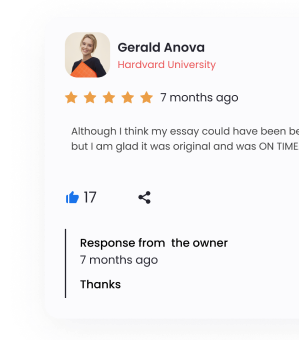 Gerald Anova
Hardvard University
7 months ago
Although I think my essay could have been be
but I am glad it was original and was ON TIME
17
Response from the owner
7 months ago
Thanks